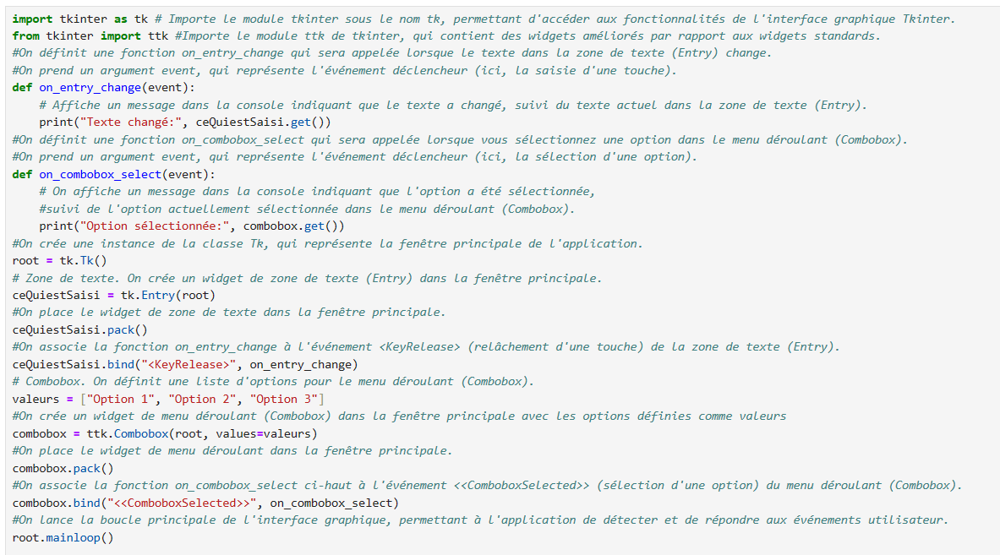 import tkinter as tk # Importe le module tkinter sous le nom tk, permettant d'accéder aux fonctionnalités de l'interface graphique Tkinter.
from tkinter import ttk #Importe le module ttk de tkinter, qui contient des widgets améliorés par rapport aux widgets standards.
#On définit une fonction on_entry_change qui sera appelée lorsque le texte dans la zone de texte (Entry) change.
#On prend un argument event, qui représente l'événement déclencheur (ici, la saisie d'une touche).
def on_entry_change(event):
    # Affiche un message dans la console indiquant que le texte a changé, suivi du texte actuel dans la zone de texte (Entry).
    print("Texte changé:", ceQuiestSaisi.get())
#On définit une fonction on_combobox_select qui sera appelée lorsque vous sélectionnez une option dans le menu déroulant (Combobox).
#On prend un argument event, qui représente l'événement déclencheur (ici, la sélection d'une option).
def on_combobox_select(event):
    # On affiche un message dans la console indiquant que l'option a été sélectionnée,
    #suivi de l'option actuellement sélectionnée dans le menu déroulant (Combobox).
    print("Option sélectionnée:", combobox.get())
#On crée une instance de la classe Tk, qui représente la fenêtre principale de l'application.
root = tk.Tk()
# Zone de texte. On crée un widget de zone de texte (Entry) dans la fenêtre principale.
ceQuiestSaisi = tk.Entry(root)
#On place le widget de zone de texte dans la fenêtre principale.
ceQuiestSaisi.pack()
#On associe la fonction on_entry_change à l'événement <KeyRelease> (relâchement d'une touche) de la zone de texte (Entry).
ceQuiestSaisi.bind("<KeyRelease>", on_entry_change)
# Combobox. On définit une liste d'options pour le menu déroulant (Combobox).
valeurs = ["Option 1", "Option 2", "Option 3"]
#On crée un widget de menu déroulant (Combobox) dans la fenêtre principale avec les options définies comme valeurs
combobox = ttk.Combobox(root, values=valeurs)
#On place le widget de menu déroulant dans la fenêtre principale.
combobox.pack()
#On associe la fonction on_combobox_select ci-haut à l'événement <<ComboboxSelected>> (sélection d'une option) du menu déroulant (Combobox).
combobox.bind("<<ComboboxSelected>>", on_combobox_select)
#On lance la boucle principale de l'interface graphique, permettant à l'application de détecter et de répondre aux événements utilisateur.
root.mainloop()